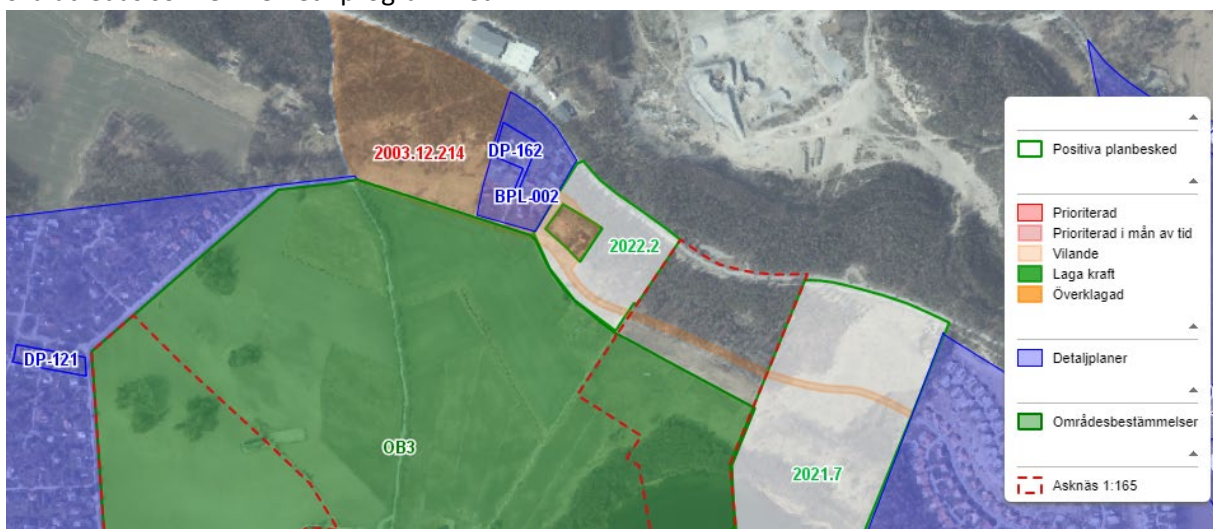 2003.12.214
DP-162
BPL-002
2022.2
DP-121
OB3
2021.7
Positiva planbesked
Prioriterad
Prioriterad i mån av tid
Vilande
Laga kraft
Överklagad
Detaljplaner
Områdesbestämmelser
Asknäs 1:165